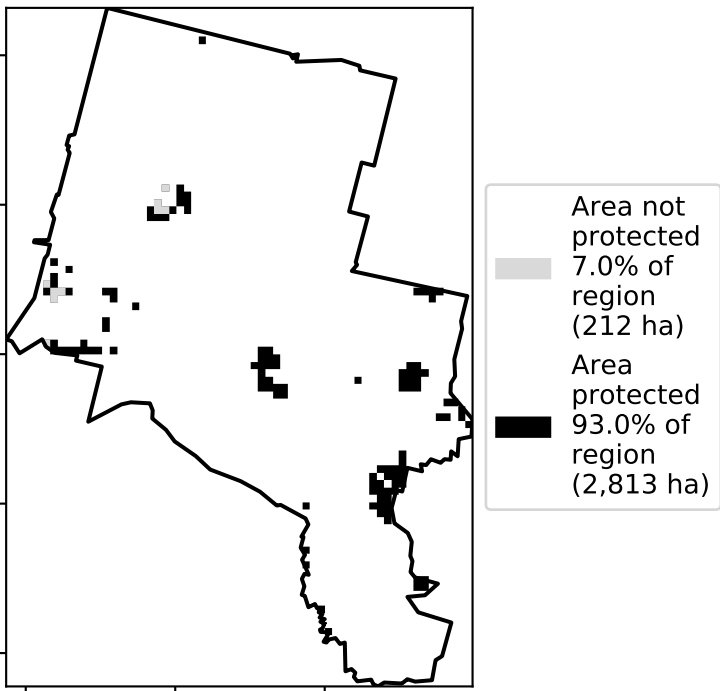 Area not
protected
7.0% of
region
(212 ha)
Area
protected
93.0% of
region
(2,813 ha)